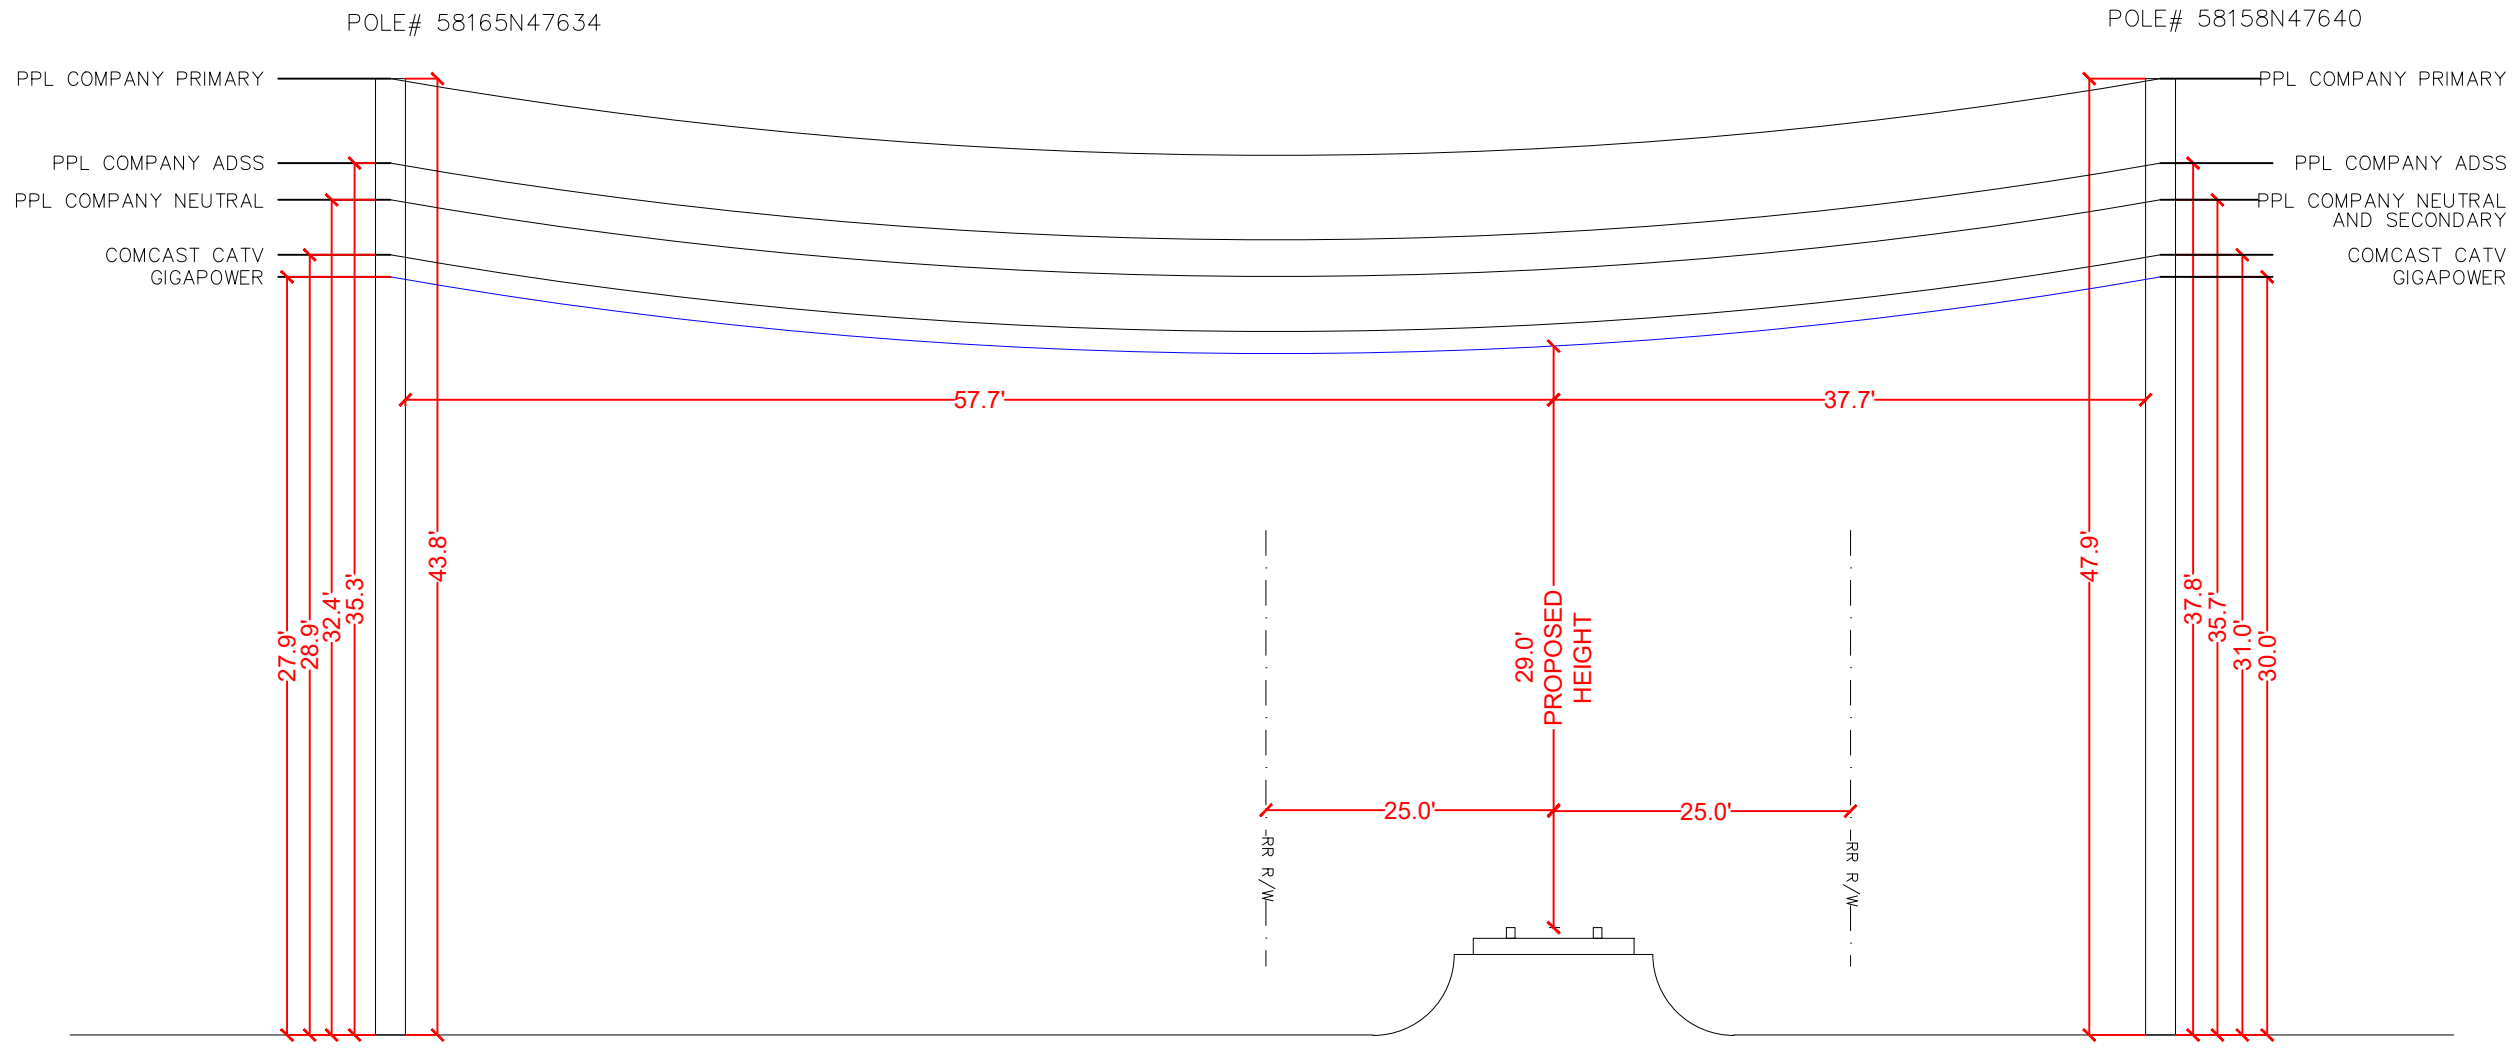 POLE# 58165N47634
POLE# 58158N47640
PPL COMPANY PRIMARY
PPL COMPANY ADSS
PPL COMPANY NEUTRAL
COMCAST CATV
GIGAPOWER
PPL COMPANY PRIMARY
PPL COMPANY ADSS
PPL COMPANY NEUTRAL
AND SECONDARY
COMCAST CATV
GIGAPOWER
57.7'
37.7'
27.9'
28.9'
32.4'
35.3'
43.8'
29.0'
PROPOSED
HEIGHT
47.9'
37.8'
35.7'
31.0'
30.0'
25.0'
25.0'
RR R/W
RR R/W